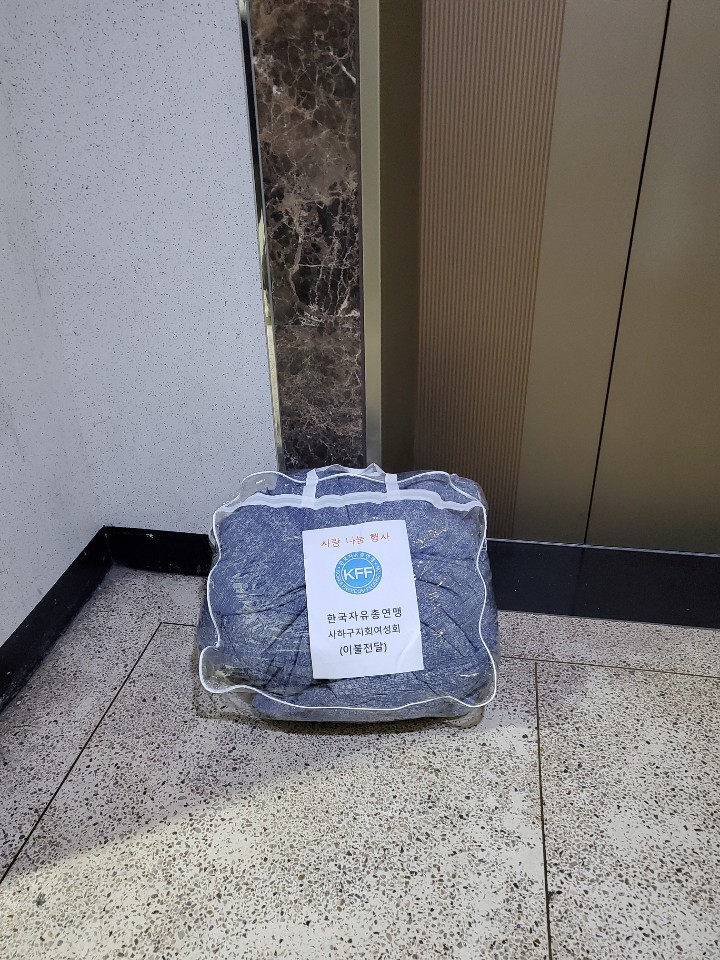 사랑 나눔 행사
KFF
한국자유총연맹
사하구지회여성회
(이불전달)